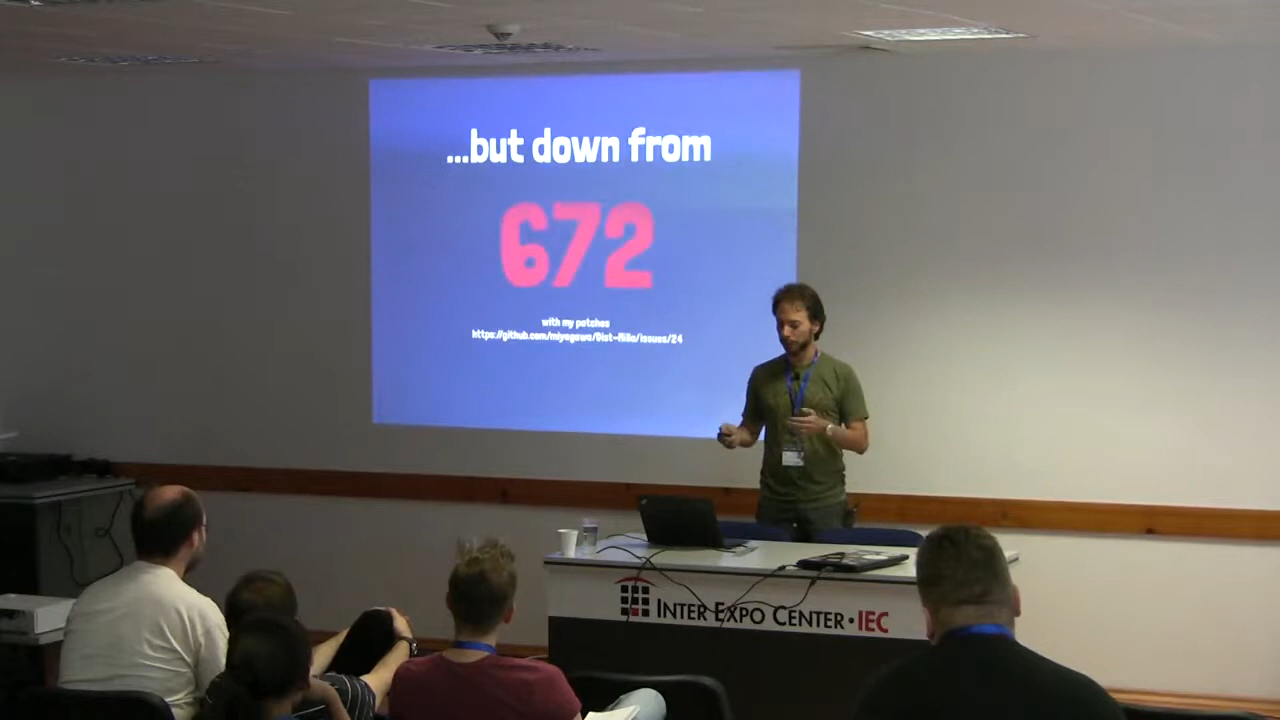 ...but down from
672
with my patches
https://github.com/miyagawa/Dist-Milla/issues/24
INTER EXPO CENTER • IEC